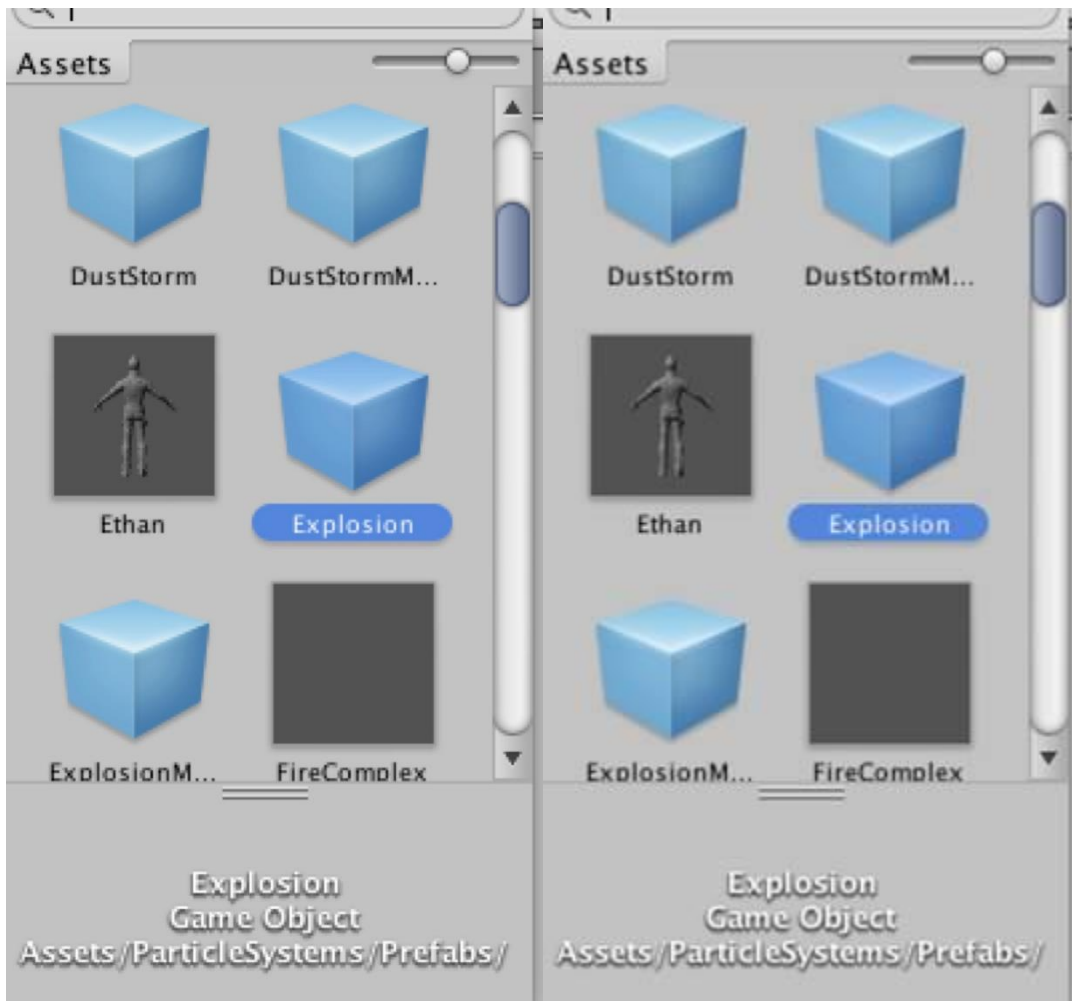 Assets
DustStorm DustStormM...
Ethan Explosion
ExplosionM... FireComplex
Explosion
Game Object
Assets/ParticleSystems/Prefabs/
Assets
DustStorm DustStormM...
Ethan Explosion
ExplosionM... FireComplex
Explosion
Game Object
Assets/ParticleSystems/Prefabs/